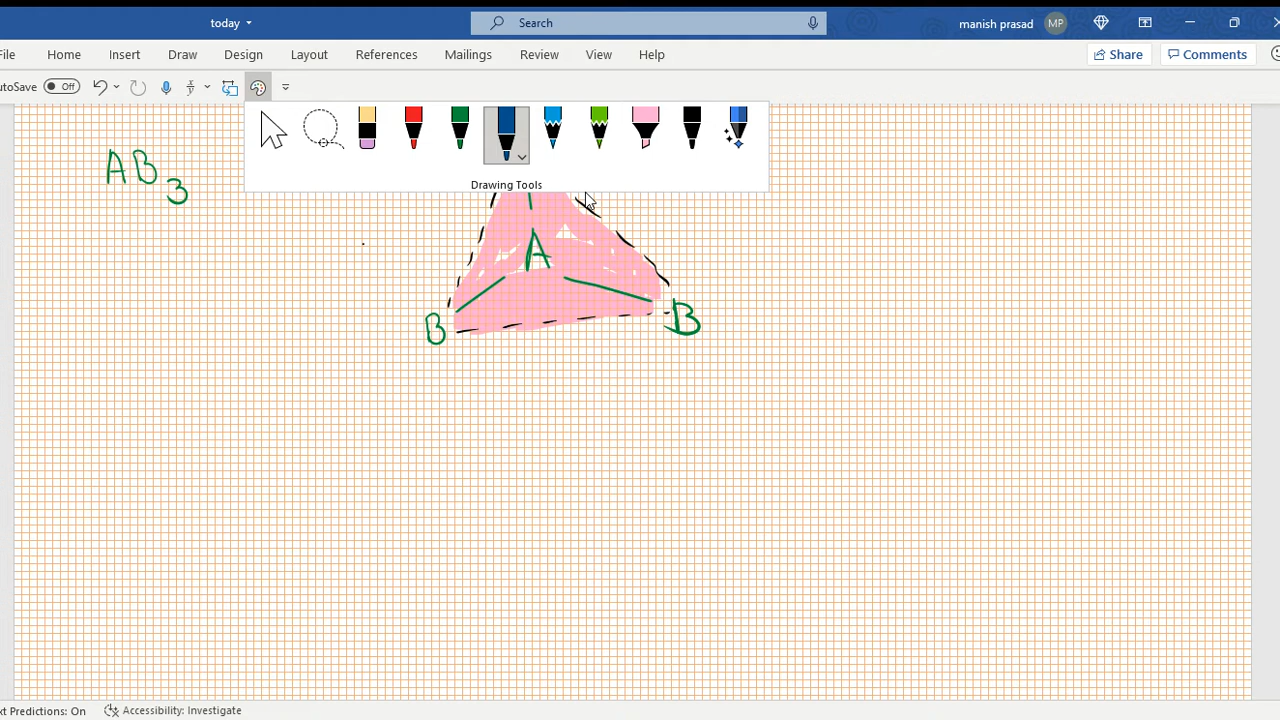 today
Search
manish prasad MP
File Home Insert Draw Design Layout References Mailings Review View Help
Share Comments
AutoSave Off
Drawing Tools
AB3
A
B B
xt Predictions: On Accessibility: Investigate